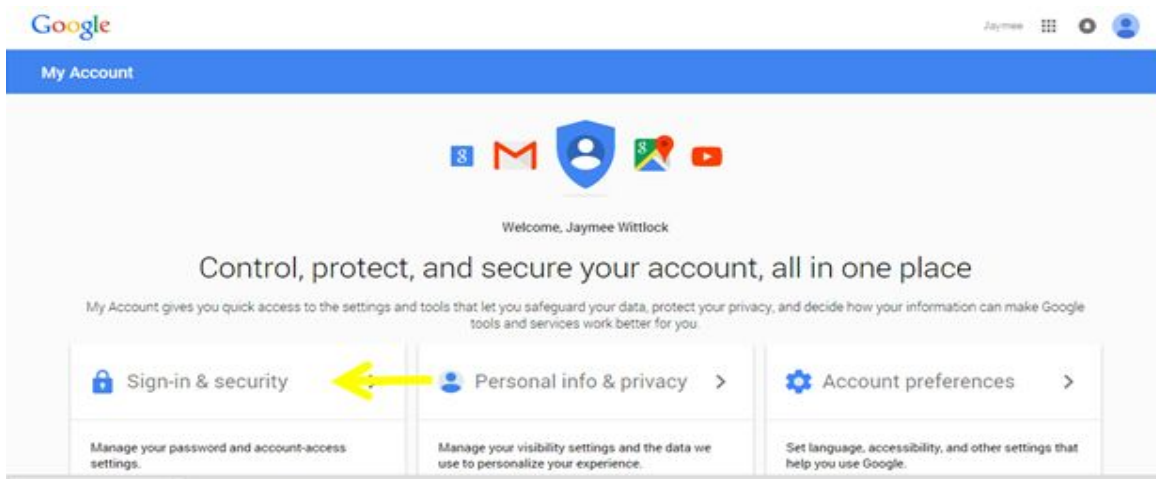 Google
Jaymee
My Account
Welcome, Jaymee Wittlock
Control, protect, and secure your account, all in one place
My Account gives you quick access to the settings and tools that let you safeguard your data, protect your privacy, and decide how your information can make Google
tools and services work better for you.
Sign-in & security
Personal info & privacy
Account preferences
Manage your password and account-access
settings.
Manage your visibility settings and the data we
use to personalize your experience.
Set language, accessibility, and other settings that
help you use Google.